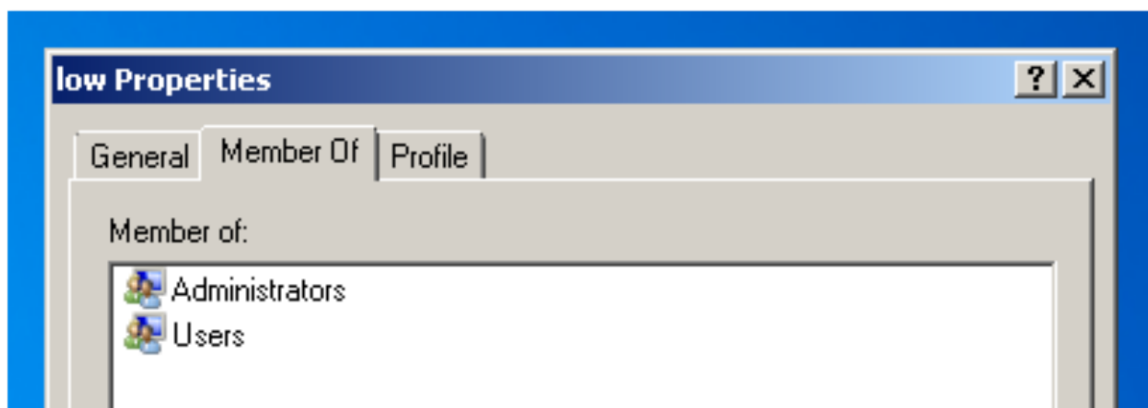 low Properties
? X
General Member Of Profile
Member of:
Administrators
Users